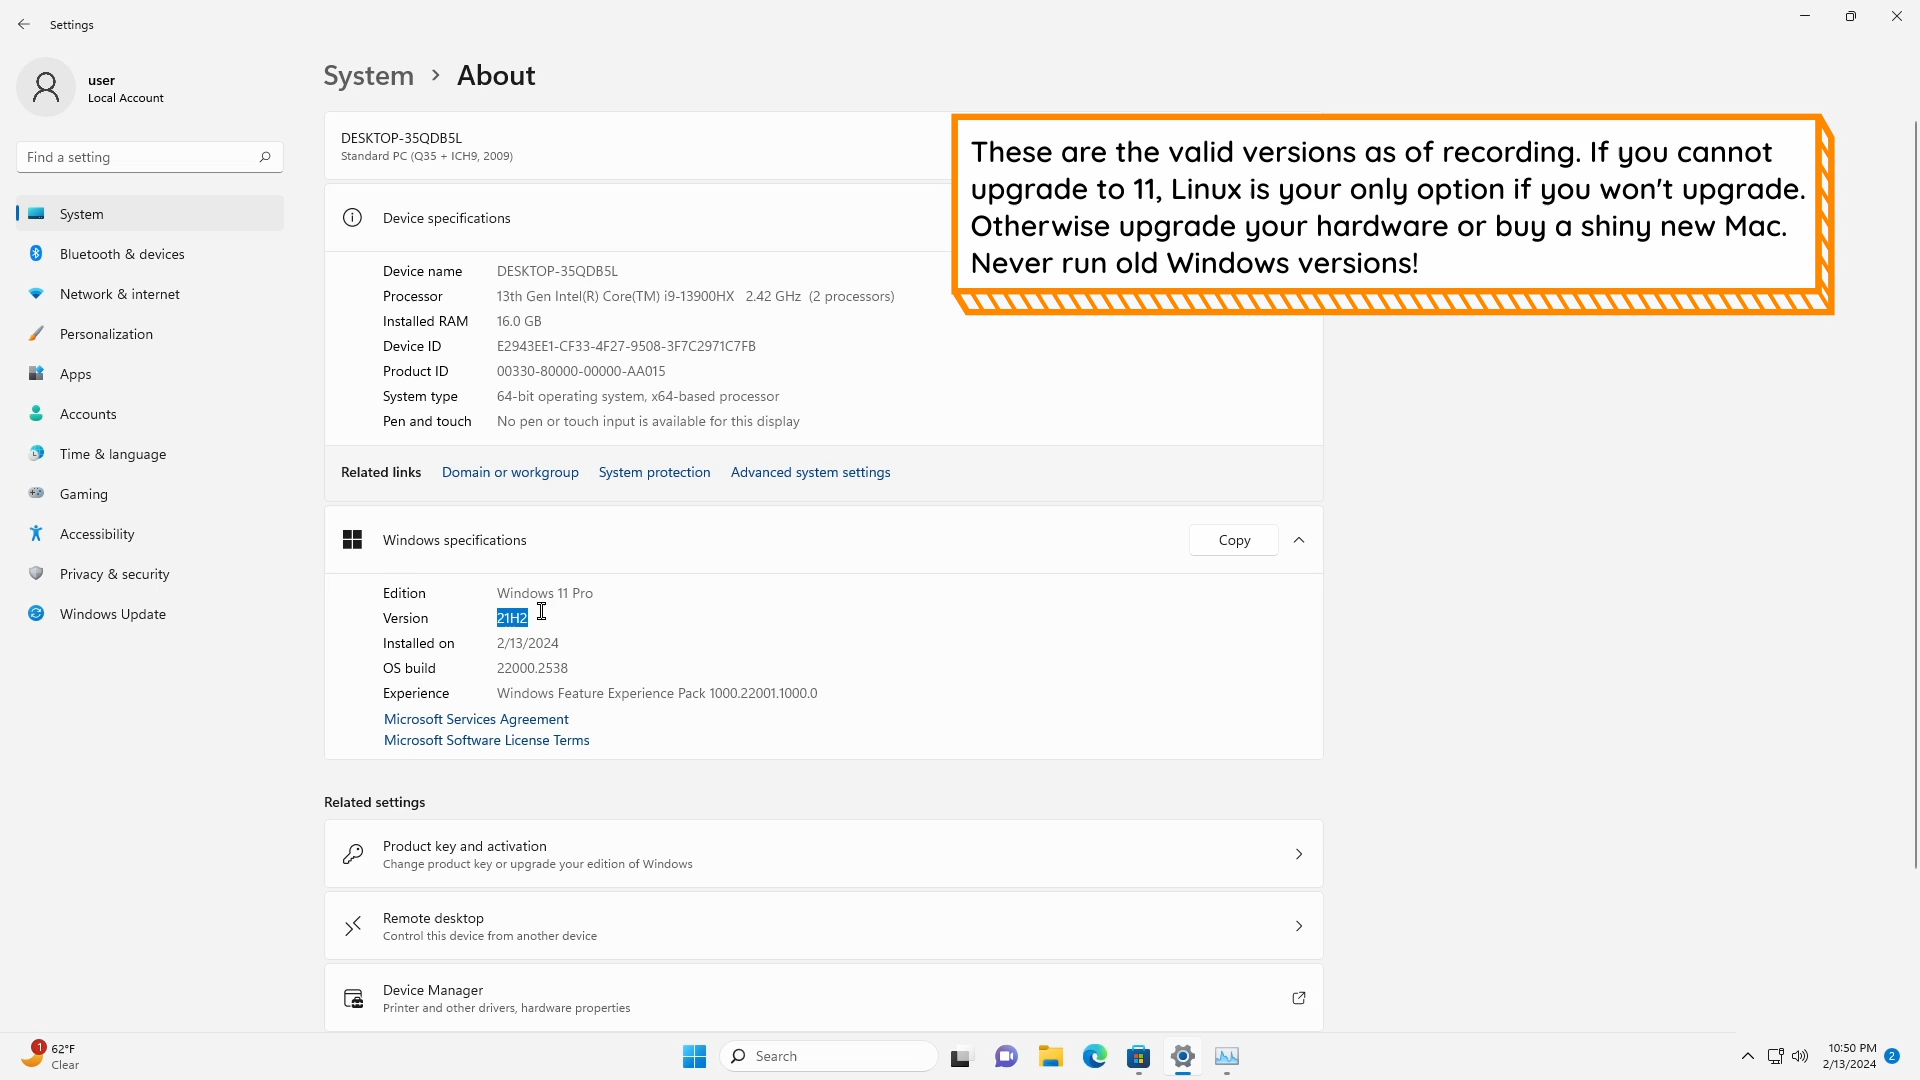 Settings
user
Local Account
Find a setting
System
Bluetooth & devices
Network & internet
Personalization
Apps
Accounts
Time & language
Gaming
Accessibility
Privacy & security
Windows Update
System > About
DESKTOP-35QDB5L
Standard PC (Q35 + ICH9, 2009)
These are the valid versions as of recording. If you cannot
upgrade to 11, Linux is your only option if you won't upgrade.
Otherwise upgrade your hardware or buy a shiny new Mac.
Never run old Windows versions!
Device specifications
Device name DESKTOP-35QDB5L
Processor 13th Gen Intel(R) Core(TM) i9-13900HX 2.42 GHz (2 processors)
Installed RAM 16.0 GB
Device ID E2943EE1-CF33-4F27-9508-3F7C2971C7FB
Product ID 00330-80000-00000-AA015
System type 64-bit operating system, x64-based processor
Pen and touch No pen or touch input is available for this display
Related links Domain or workgroup System protection Advanced system settings
Windows specifications Copy
Edition Windows 11 Pro
Version 21H2
Installed on 2/13/2024
OS build 22000.2538
Experience Windows Feature Experience Pack 1000.22001.1000.0
Microsoft Services Agreement
Microsoft Software License Terms
Related settings
Product key and activation
Change product key or upgrade your edition of Windows
Remote desktop
Control this device from another device
Device Manager
Printer and other drivers, hardware properties
1
62°F
Clear
Search
10:50 PM
2/13/2024
2